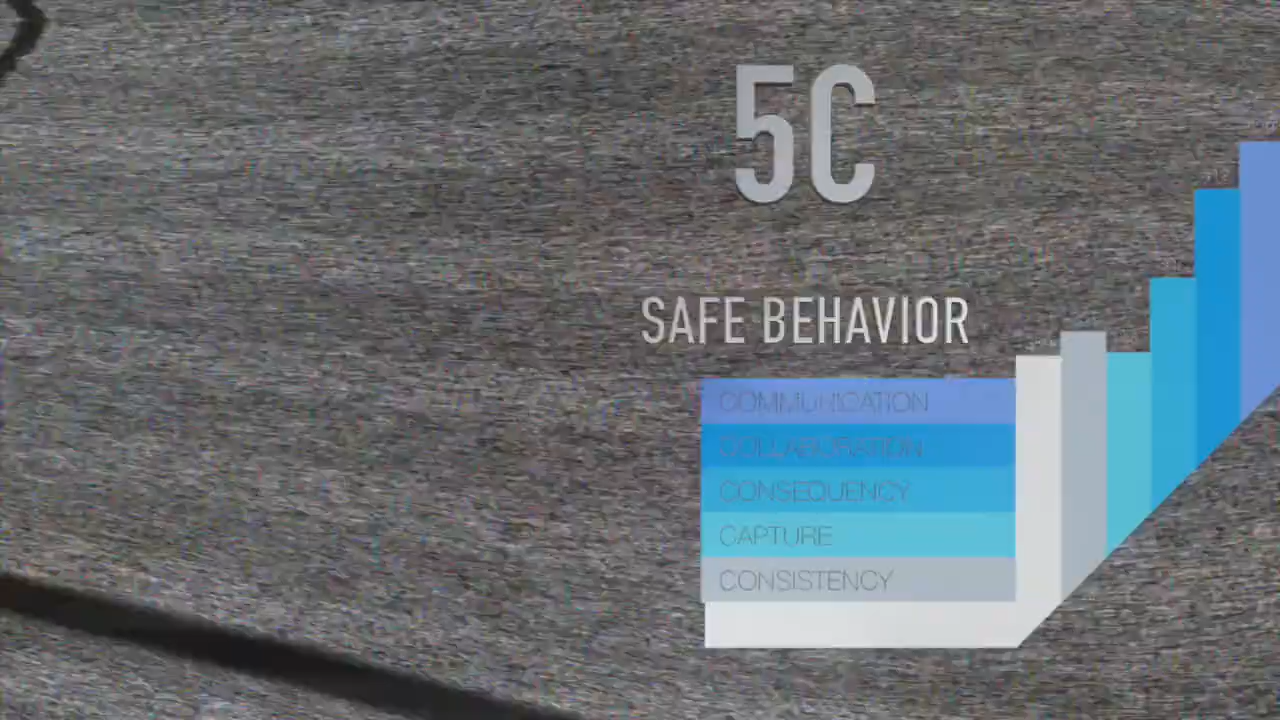 5C
SAFE BEHAVIOR
COMMUNICATION
COLLABORATION
CONSEQUENCY
CAPTURE
CONSISTENCY